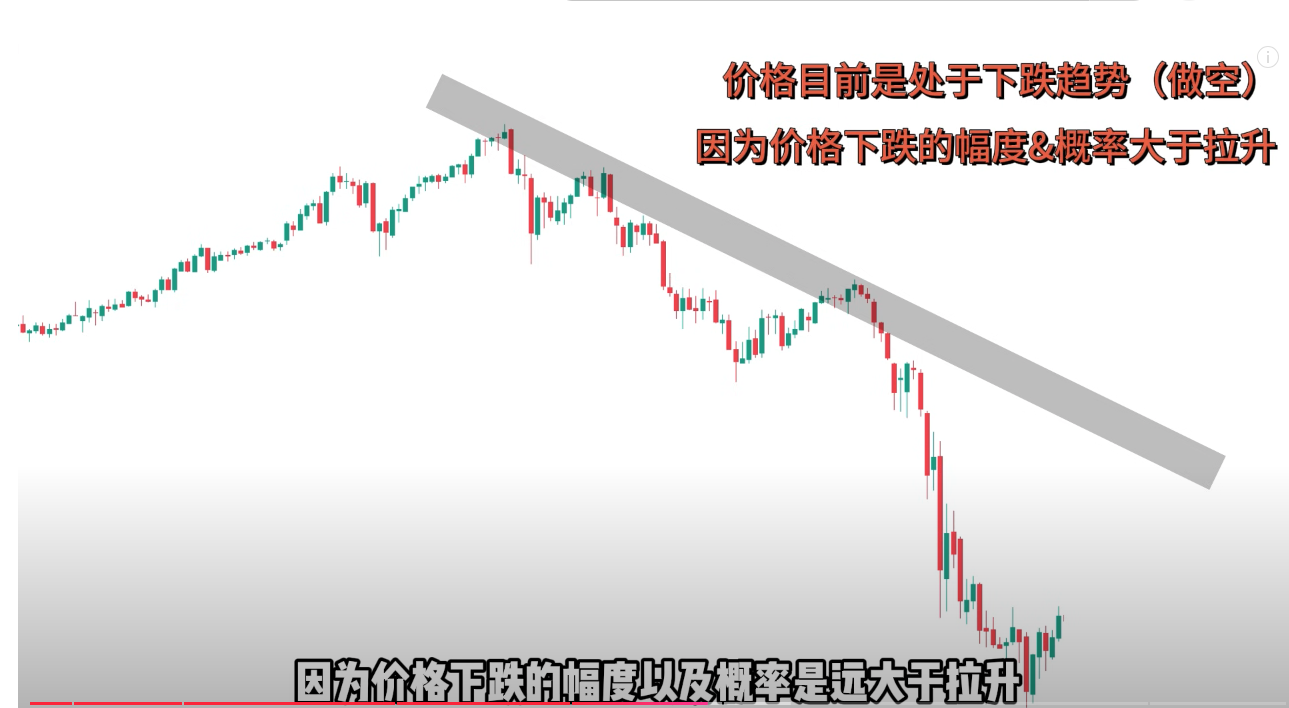 价格目前是处于下跌趋势（做空）
因为价格下跌的幅度&概率大于拉升
因为价格下跌的幅度以及概率是远大于拉升